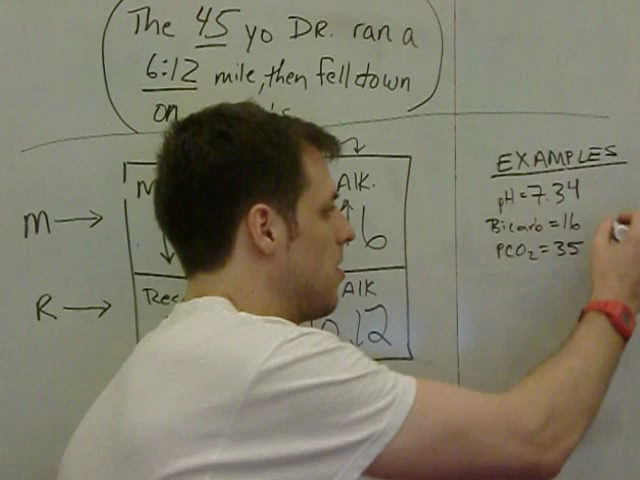 The 45 yo DR. ran a
6:12 mile, then fell down
on
M
Alk.
6
R
Alk
12
EXAMPLES
pH = 7.34
Bicarb = 16
PCO2 = 35